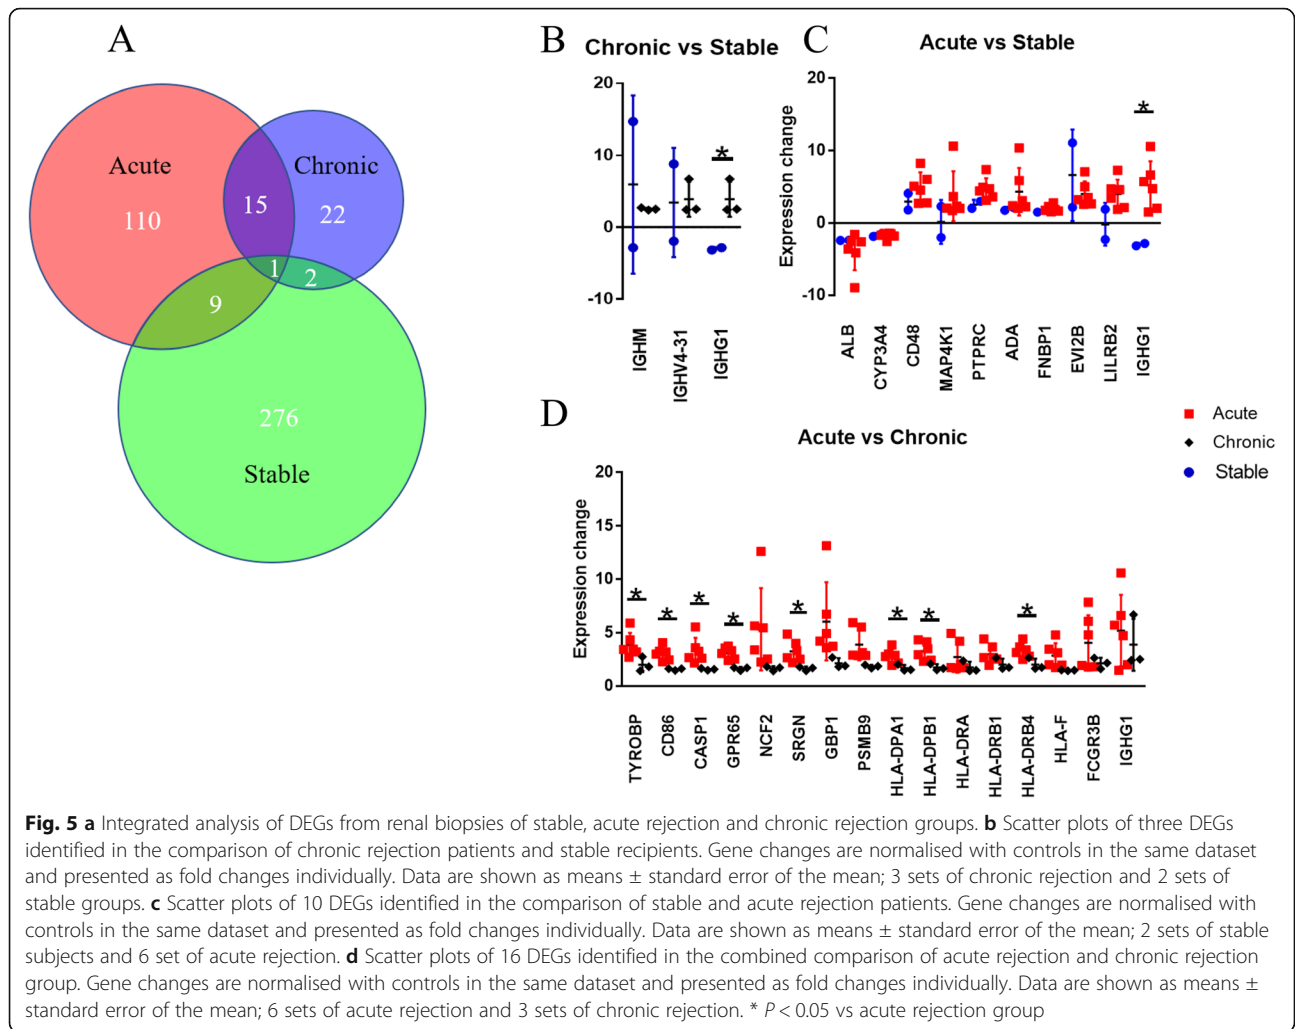 A
Acute
110
15
Chronic
22
1
2
9
276
Stable
B
Chronic vs Stable
20
10
0
-10
*
IGHM
IGHV4-31
IGHG1
C
Acute vs Stable
Expression change
20
10
0
-10
*
ALB
CYP3A4
CD48
MAP4K1
PTPRC
ADA
FNBP1
EVI2B
LILRB2
IGHG1
D
Acute vs Chronic
Expression change
20
15
10
5
0
* * * * * * * *
TYROBP
CD86
CASP1
GPR65
NCF2
SRGN
GBP1
PSMB9
HLA-DPA1
HLA-DPB1
HLA-DRA
HLA-DRB1
HLA-DRB4
HLA-F
FCGR3B
IGHG1
Acute
Chronic
Stable
Fig. 5 a Integrated analysis of DEGs from renal biopsies of stable, acute rejection and chronic rejection groups. b Scatter plots of three DEGs
identified in the comparison of chronic rejection patients and stable recipients. Gene changes are normalised with controls in the same dataset
and presented as fold changes individually. Data are shown as means ± standard error of the mean; 3 sets of chronic rejection and 2 sets of
stable groups. c Scatter plots of 10 DEGs identified in the comparison of stable and acute rejection patients. Gene changes are normalised with
controls in the same dataset and presented as fold changes individually. Data are shown as means ± standard error of the mean; 2 sets of stable
subjects and 6 set of acute rejection. d Scatter plots of 16 DEGs identified in the combined comparison of acute rejection and chronic rejection
group. Gene changes are normalised with controls in the same dataset and presented as fold changes individually. Data are shown as means ±
standard error of the mean; 6 sets of acute rejection and 3 sets of chronic rejection. * P < 0.05 vs acute rejection group